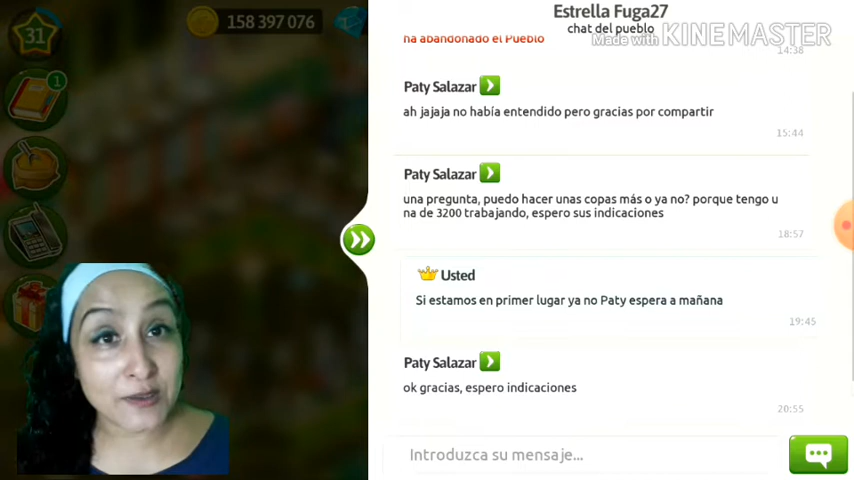 31
158 397 076
1
Estrella Fuga27
chat del pueblo
ha abandonado el Pueblo
Made with KINEMASTER
14:38
Paty Salazar
ah jajaja no había entendido pero gracias por compartir
15:44
Paty Salazar
una pregunta, puedo hacer unas copas más o ya no? porque tengo u
na de 3200 trabajando, espero sus indicaciones
18:57
Usted
Si estamos en primer lugar ya no Paty espera a mañana
19:45
Paty Salazar
ok gracias, espero indicaciones
20:55
Introduzca su mensaje...